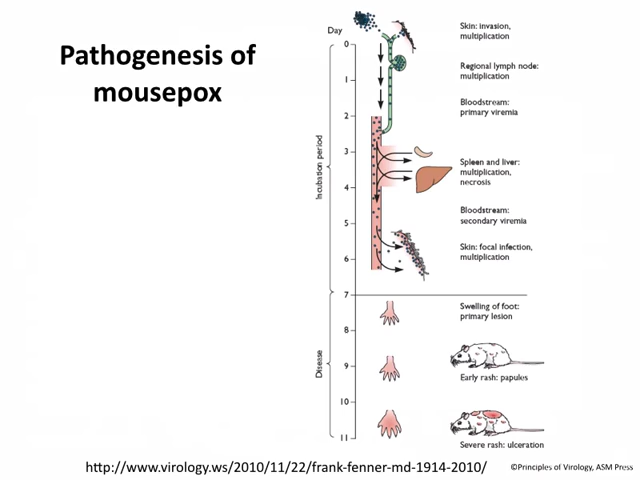 Pathogenesis of
mousepox
Day
0
1
2
3
4
5
6
7
8
9
10
11
Incubation period
Disease
Skin: invasion,
multiplication
Regional lymph node:
multiplication
Bloodstream:
primary viremia
Spleen and liver:
multiplication,
necrosis
Bloodstream:
secondary viremia
Skin: focal infection,
multiplication
Swelling of foot:
primary lesion
Early rash: papules
Severe rash: ulceration
http://www.virology.ws/2010/11/22/frank-fenner-md-1914-2010/
©Principles of Virology, ASM Press